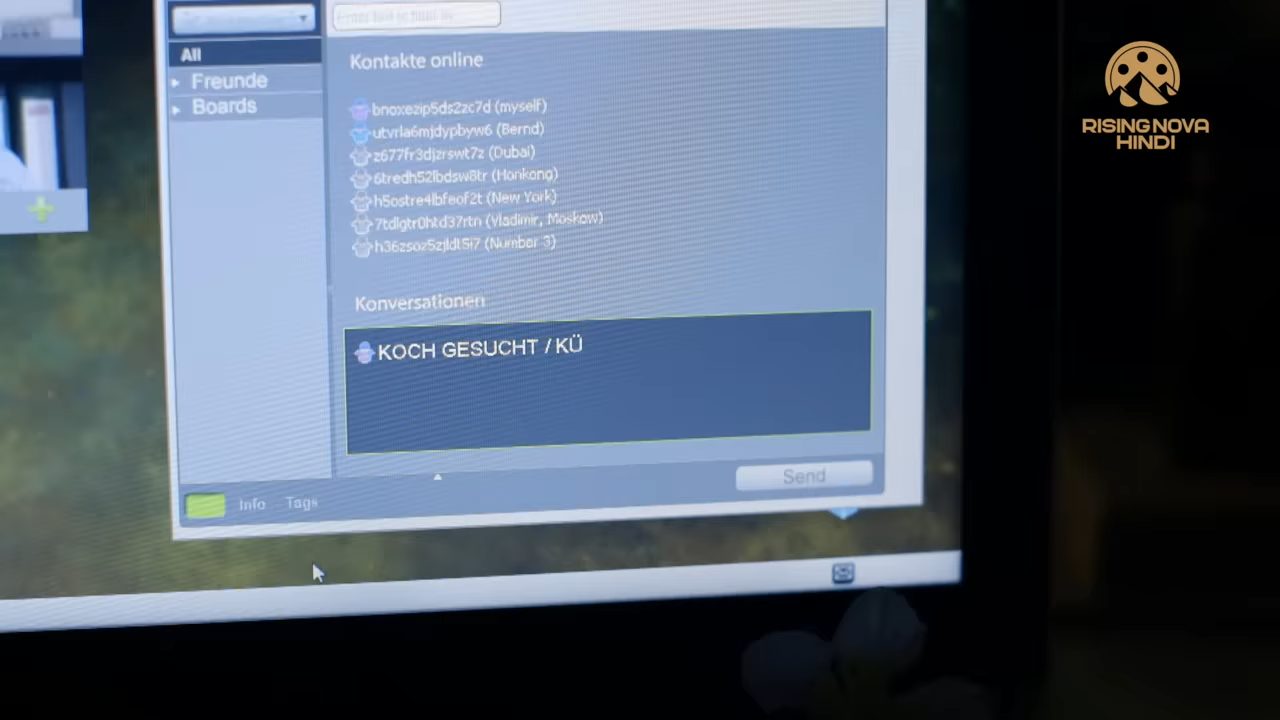 All
Freunde
Boards
Kontakte online
bnoxezip5ds2zc7d (myself)
utvrla6mjdypbyw6 (Bernd)
z677fr3djzrswt7z (Dubai)
6tredh52lbdsw8tr (Honkong)
h5ostre4lbfeof2t (New York)
7tdlgtr0htd37rtn (Vladimir, Moskow)
(Number 3)
Konversationen
KOCH GESUCHT / KÜ
Send
Info Tags
RISING NOVA
HINDI